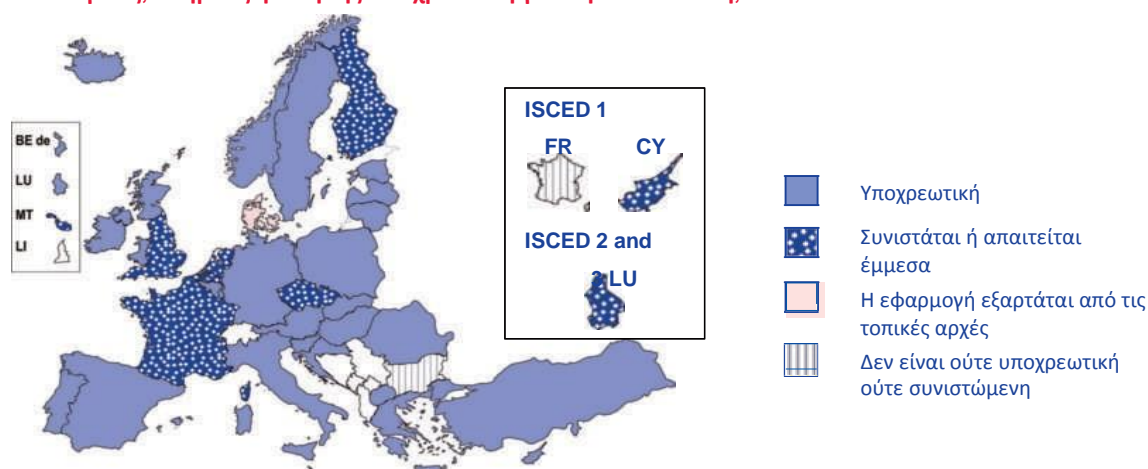 BE de
LU
MT
LI
ISCED 1
FR CY
ISCED 2 and
LU
Υποχρεωτική
Συνιστάται ή απαιτείται
έμμεσα
Η εφαρμογή εξαρτάται από τις
τοπικές αρχές
Δεν είναι ούτε υποχρεωτική
ούτε συνιστώμενη